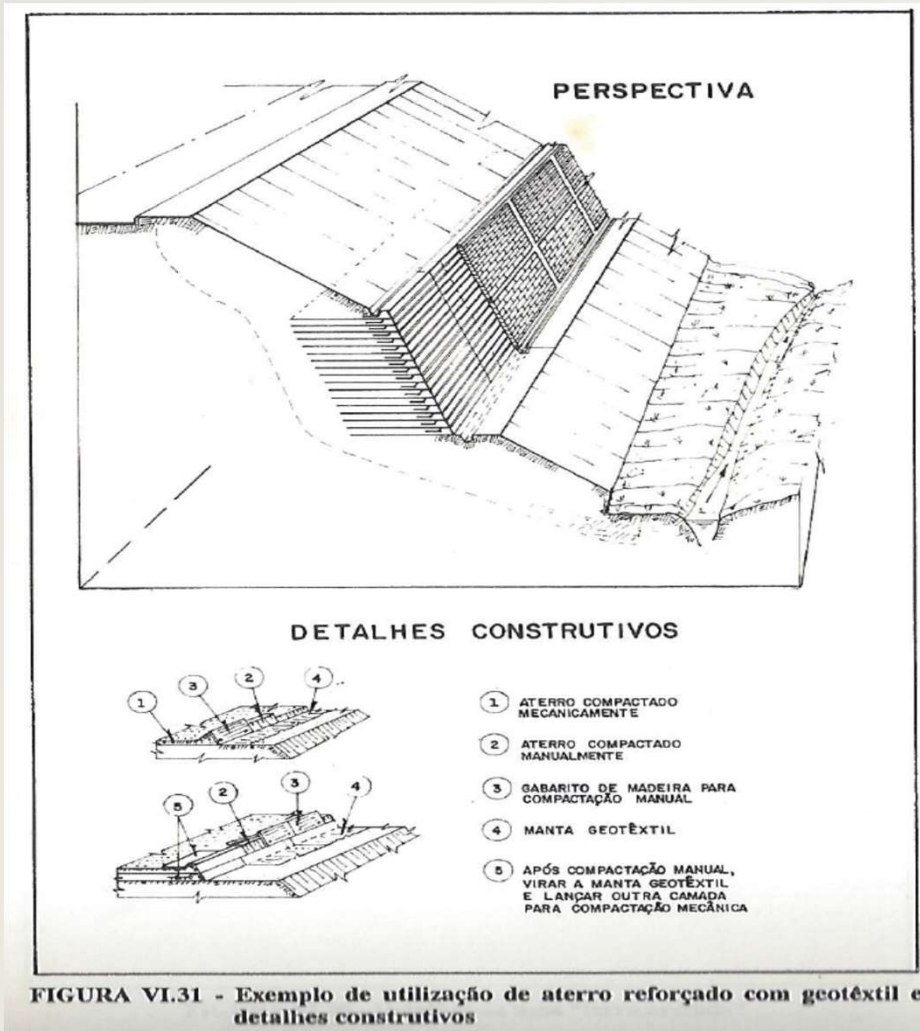 PERSPECTIVA
DETALHES CONSTRUTIVOS
1
3
2
4
5
2
3
4
1 ATERRO COMPACTADO
MECANICAMENTE
2 ATERRO COMPACTADO
MANUALMENTE
3 GABARITO DE MADEIRA PARA
COMPACTAÇÃO MANUAL
4 MANTA GEOTÊXTIL
5 APÓS COMPACTAÇÃO MANUAL,
VIRAR A MANTA GEOTÊXTIL
E LANÇAR OUTRA CAMADA
PARA COMPACTAÇÃO MECÂNICA
FIGURA VI.31 - Exemplo de utilização de aterro reforçado com geotêxtil e
detalhes construtivos